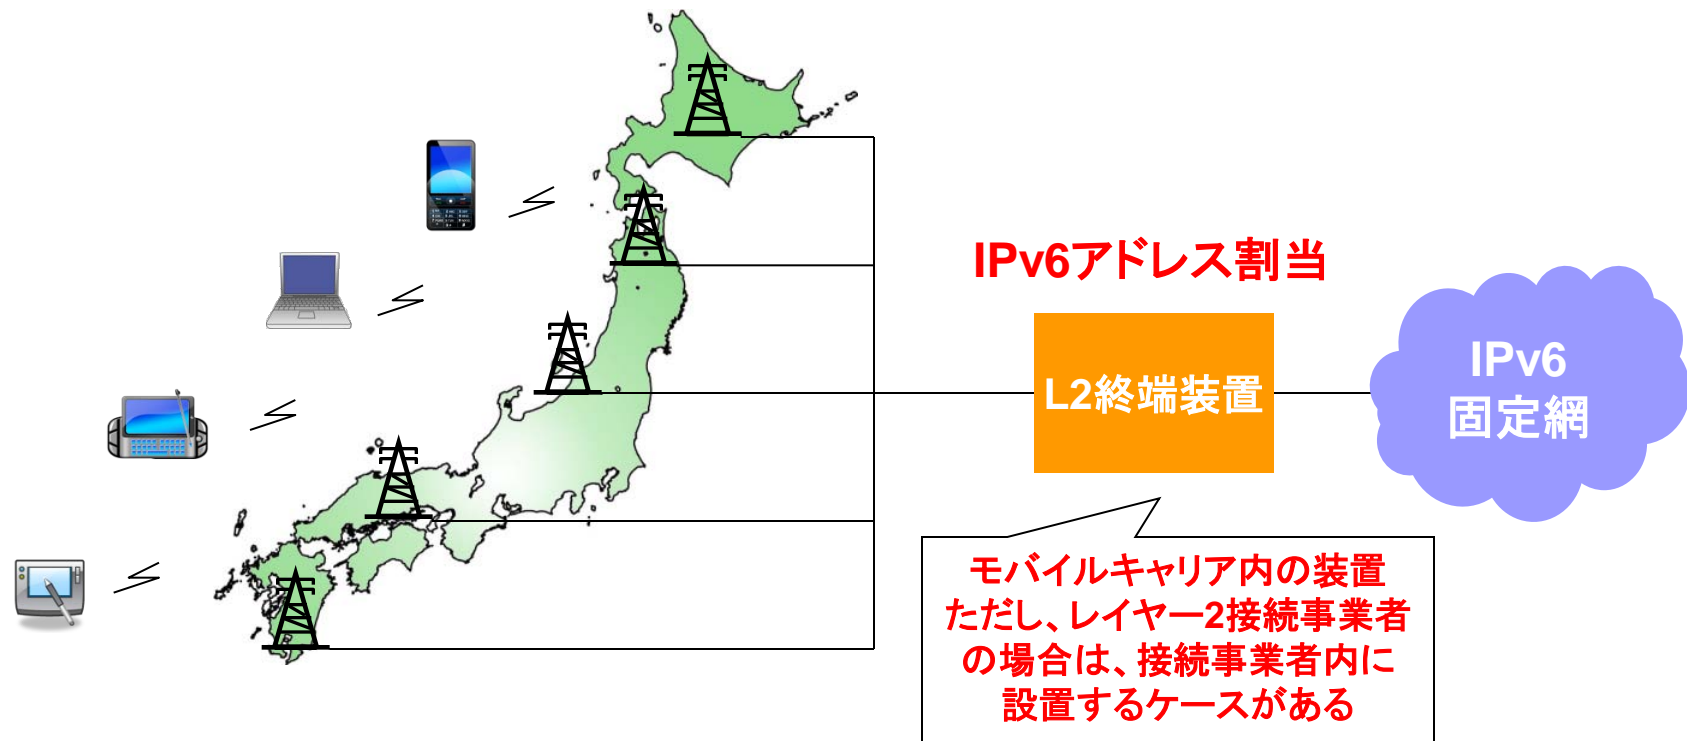 IPv6アドレス割当
L2終端装置
IPv6
固定網
モバイルキャリア内の装置
ただし、レイヤー2接続事業者
の場合は、接続事業者内に
設置するケースがある